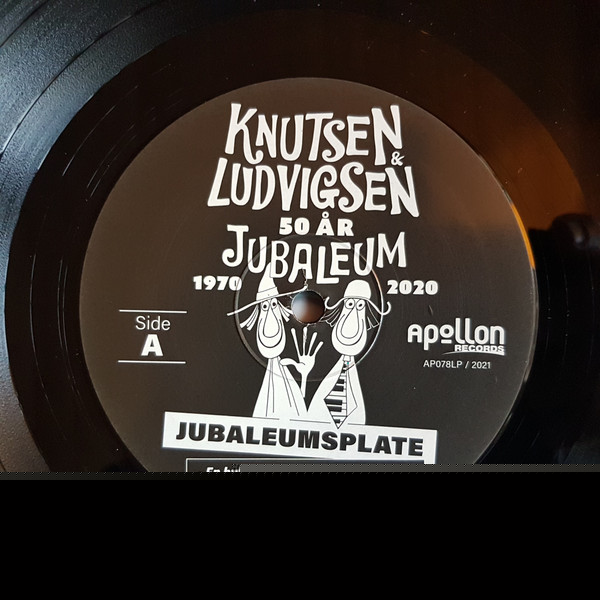 KNUTSEN
&
LUDVIGSEN
50 ÅR
JUBALEUM
1970 2020
Side
A
Apollon
RECORDS
AP078LP / 2021
JUBALEUMSPLATE